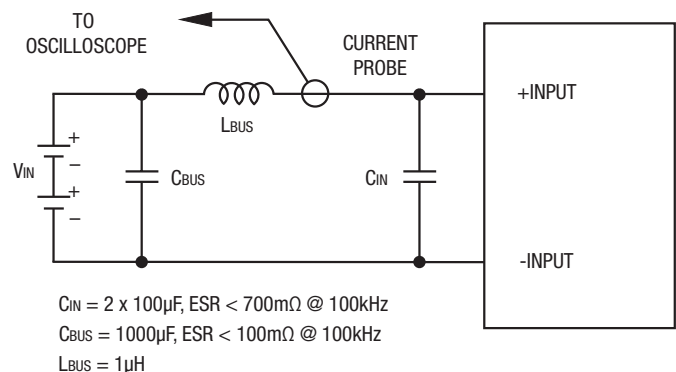 TO
OSCILLOSCOPE
CURRENT
PROBE
+INPUT
LBUS
+
VIN
–
+
–
CBUS
CIN
-INPUT
CIN = 2 x 100µF, ESR < 700mΩ @ 100kHz
CBUS = 1000µF, ESR < 100mΩ @ 100kHz
LBUS = 1µH